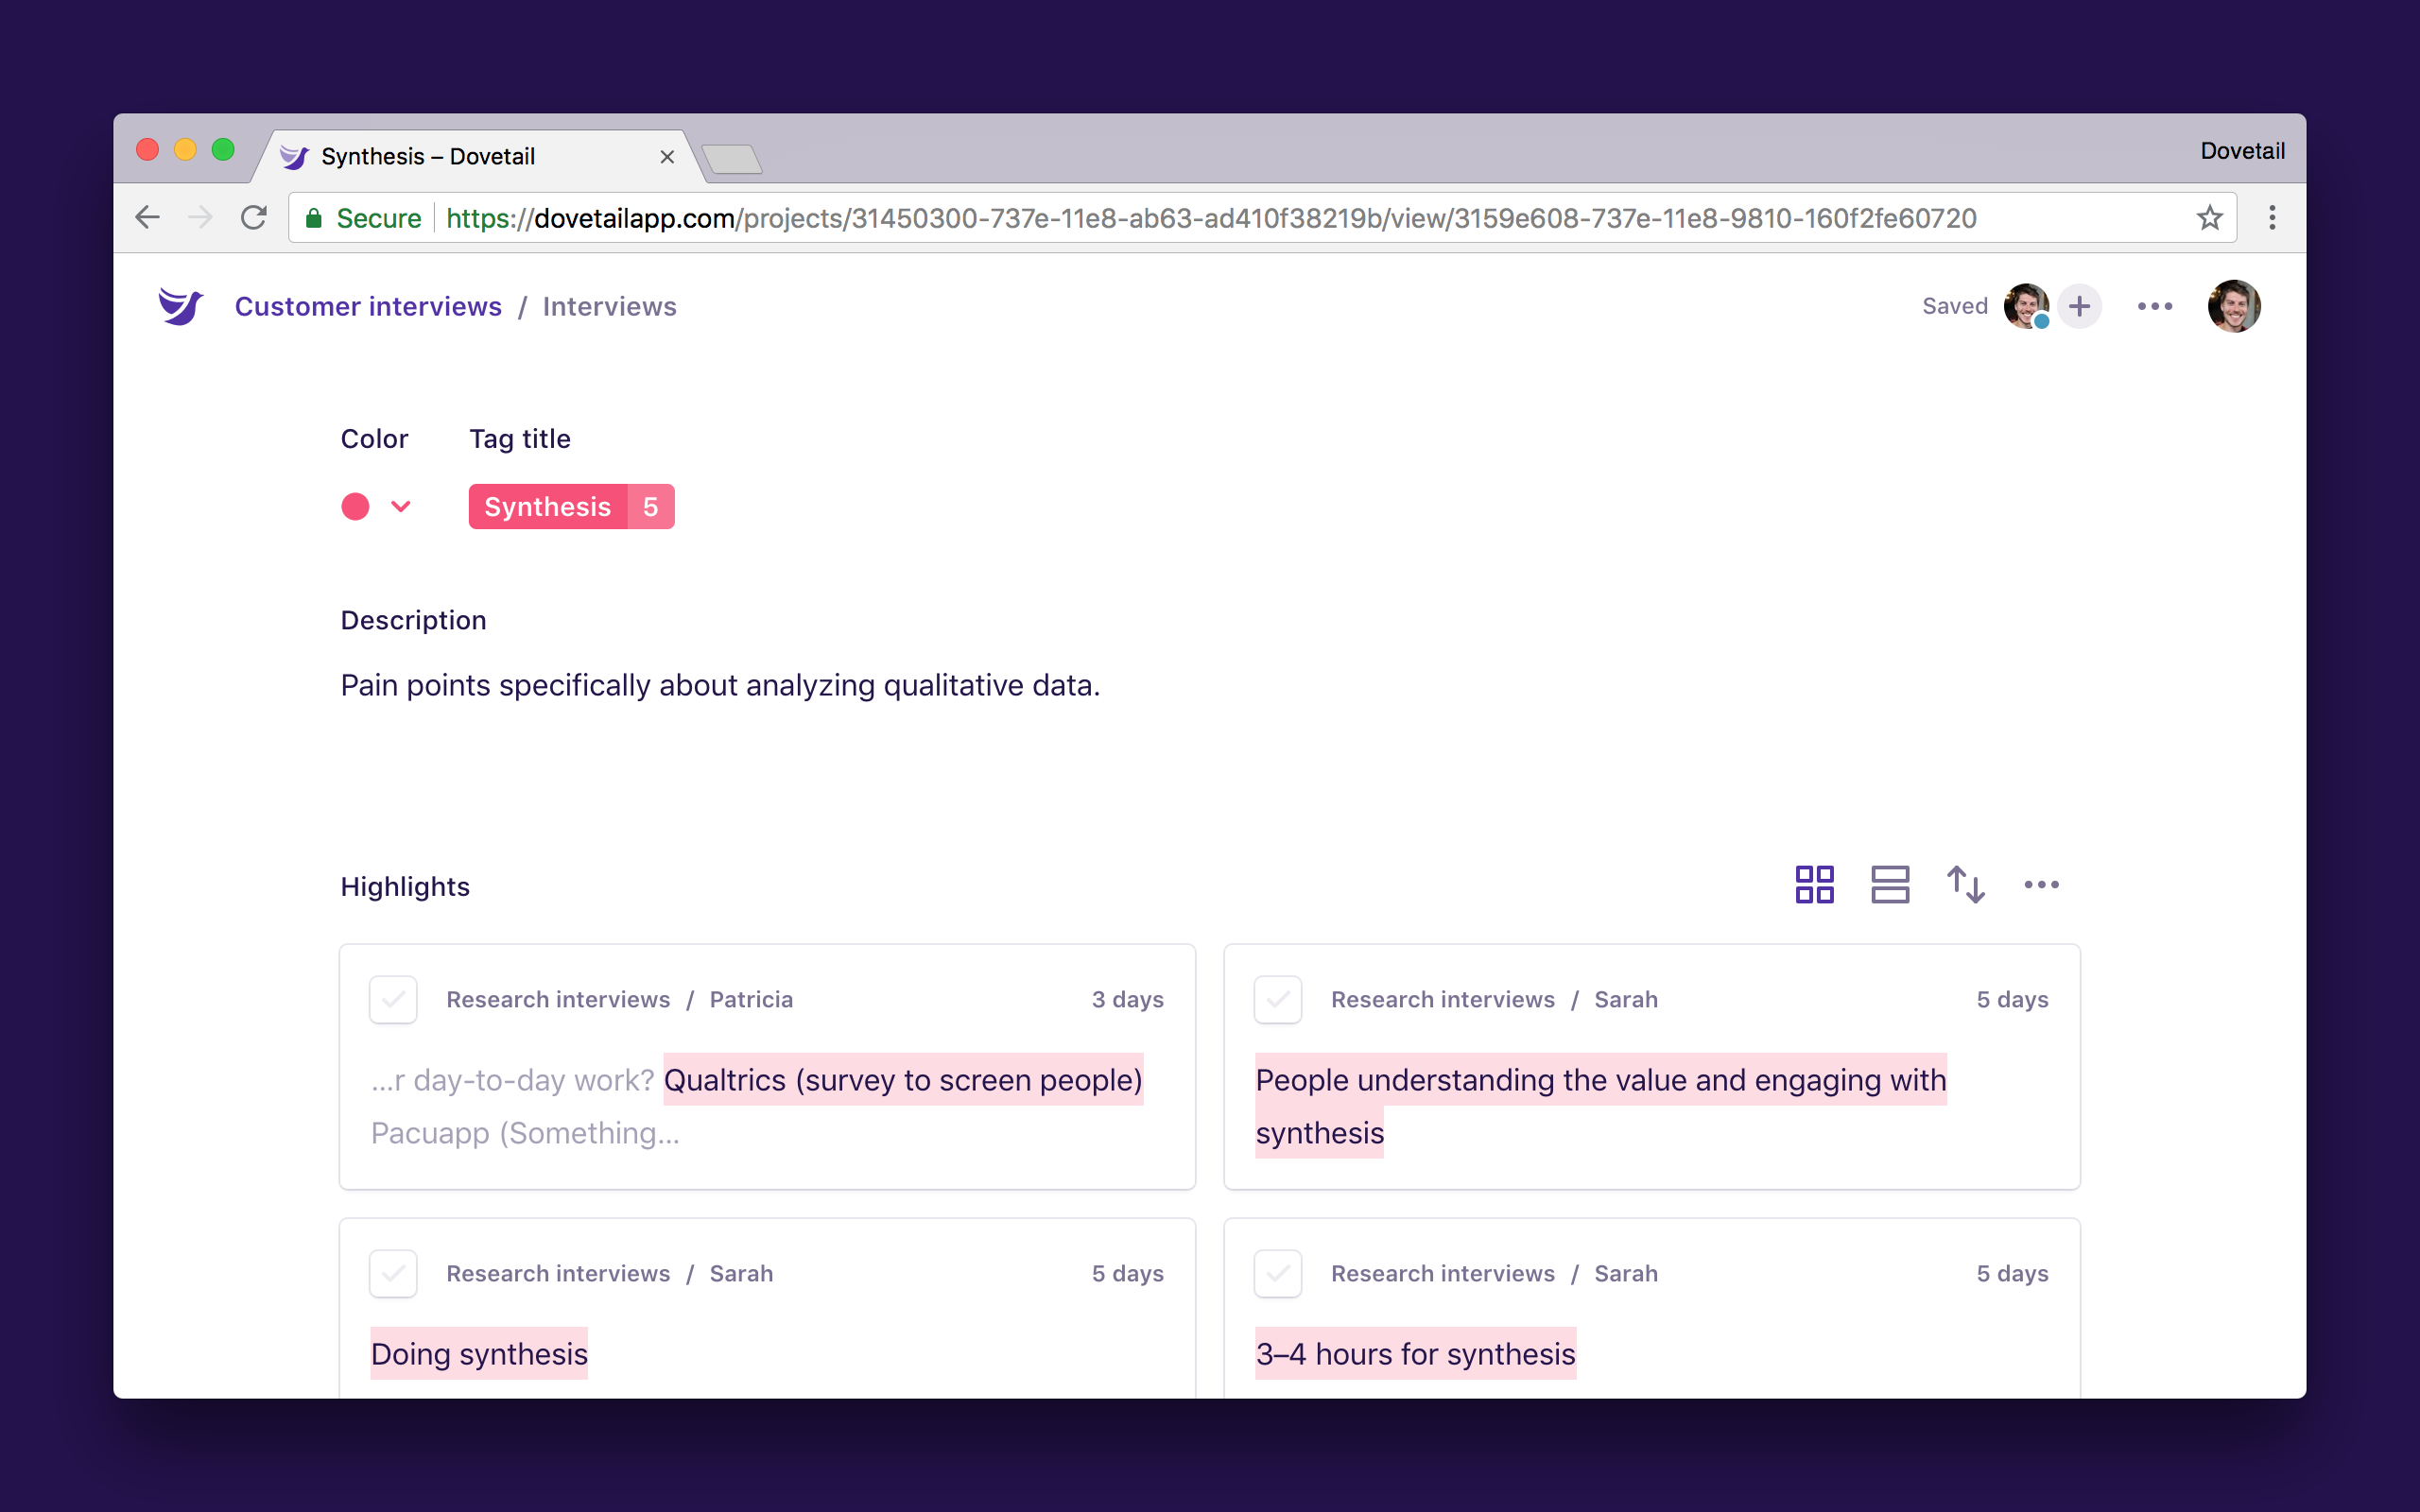 Synthesis – Dovetail
Dovetail
Secure https://dovetailapp.com/projects/31450300-737e-11e8-ab63-ad410f38219b/view/3159e608-737e-11e8-9810-160f2fe60720
Customer interviews / Interviews
Saved
Color
Tag title
Synthesis 5
Description
Pain points specifically about analyzing qualitative data.
Highlights
Research interviews / Patricia 3 days
...r day-to-day work? Qualtrics (survey to screen people)
Pacuapp (Something...
Research interviews / Sarah 5 days
People understanding the value and engaging with
synthesis
Research interviews / Sarah 5 days
Doing synthesis
Research interviews / Sarah 5 days
3–4 hours for synthesis